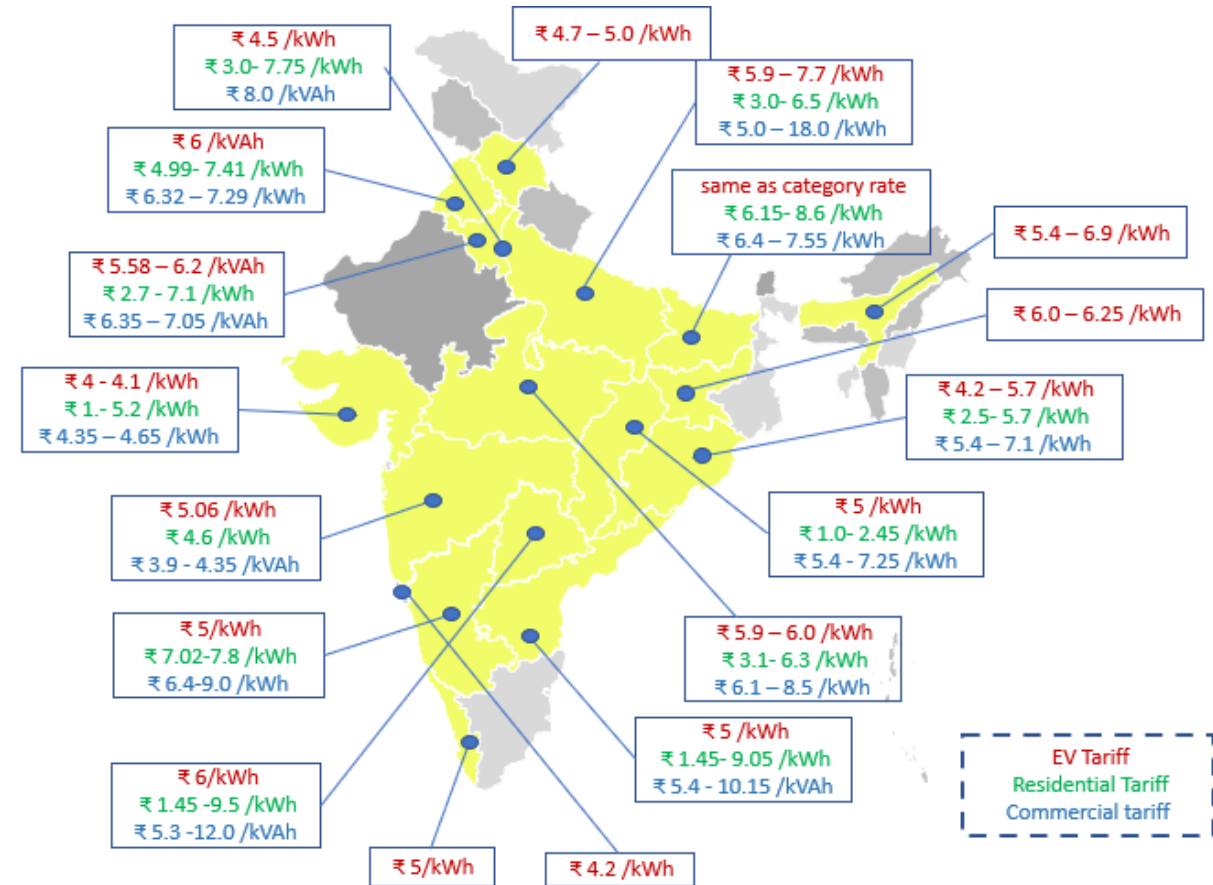 ₹ 4.5 /kWh
₹ 3.0- 7.75 /kWh
₹ 8.0 /kVAh
₹ 4.7 – 5.0 /kWh
₹ 5.9 – 7.7 /kWh
₹ 3.0- 6.5 /kWh
₹ 5.0 – 18.0 /kWh
₹ 6 /kVAh
₹ 4.99- 7.41 /kWh
₹ 6.32 – 7.29 /kWh
same as category rate
₹ 6.15- 8.6 /kWh
₹ 6.4 – 7.55 /kWh
₹ 5.4 – 6.9 /kWh
₹ 5.58 – 6.2 /kVAh
₹ 2.7 - 7.1 /kWh
₹ 6.35 – 7.05 /kVAh
₹ 6.0 – 6.25 /kWh
₹ 4 - 4.1 /kWh
₹ 1.- 5.2 /kWh
₹ 4.35 – 4.65 /kWh
₹ 4.2 – 5.7 /kWh
₹ 2.5- 5.7 /kWh
₹ 5.4 – 7.1 /kWh
₹ 5.06 /kWh
₹ 4.6 /kWh
₹ 3.9 - 4.35 /kVAh
₹ 5 /kWh
₹ 1.0- 2.45 /kWh
₹ 5.4 - 7.25 /kWh
₹ 5/kWh
₹ 7.02-7.8 /kWh
₹ 6.4-9.0 /kWh
₹ 5.9 – 6.0 /kWh
₹ 3.1- 6.3 /kWh
₹ 6.1 – 8.5 /kWh
₹ 5 /kWh
₹ 1.45- 9.05 /kWh
₹ 5.4 - 10.15 /kVAh
₹ 6/kWh
₹ 1.45 -9.5 /kWh
₹ 5.3 -12.0 /kVAh
₹ 5/kWh
₹ 4.2 /kWh
EV Tariff
Residential Tariff
Commercial tariff